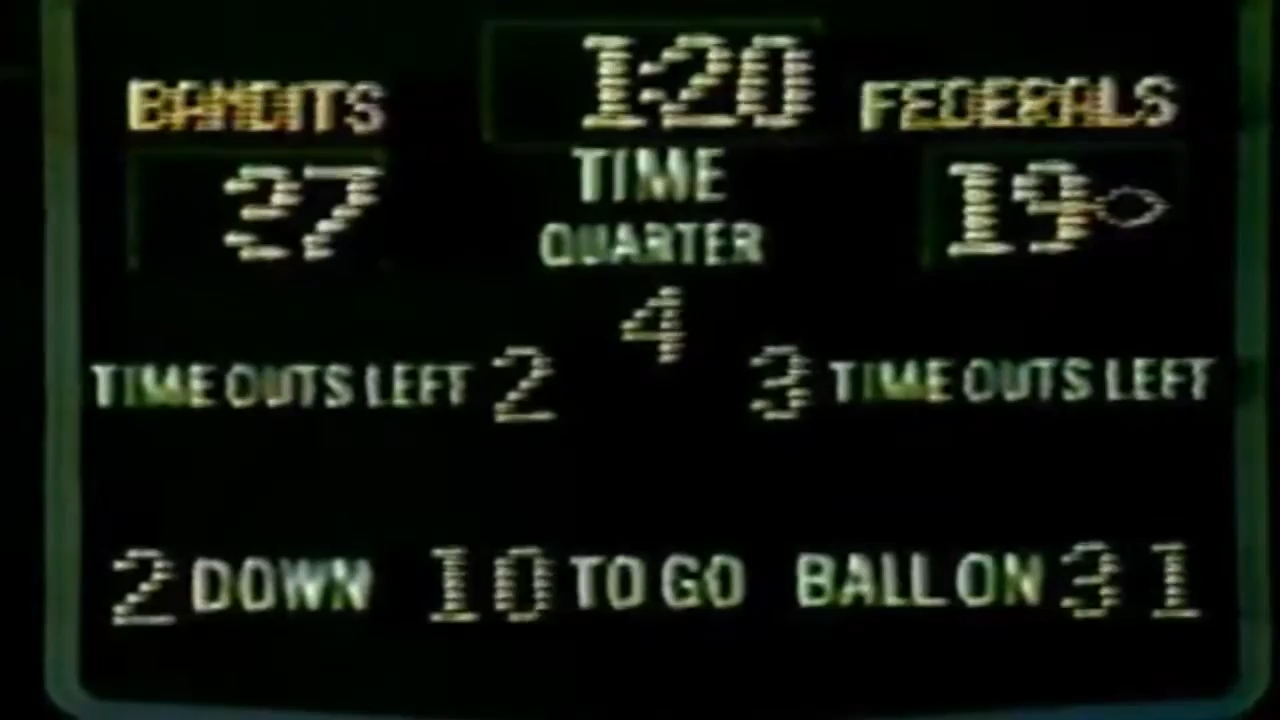 1:20
BANDITS FEDERALS
27 TIME 19
QUARTER
4
TIME OUTS LEFT 2 3 TIME OUTS LEFT
2 DOWN 10 TO GO BALL ON 31